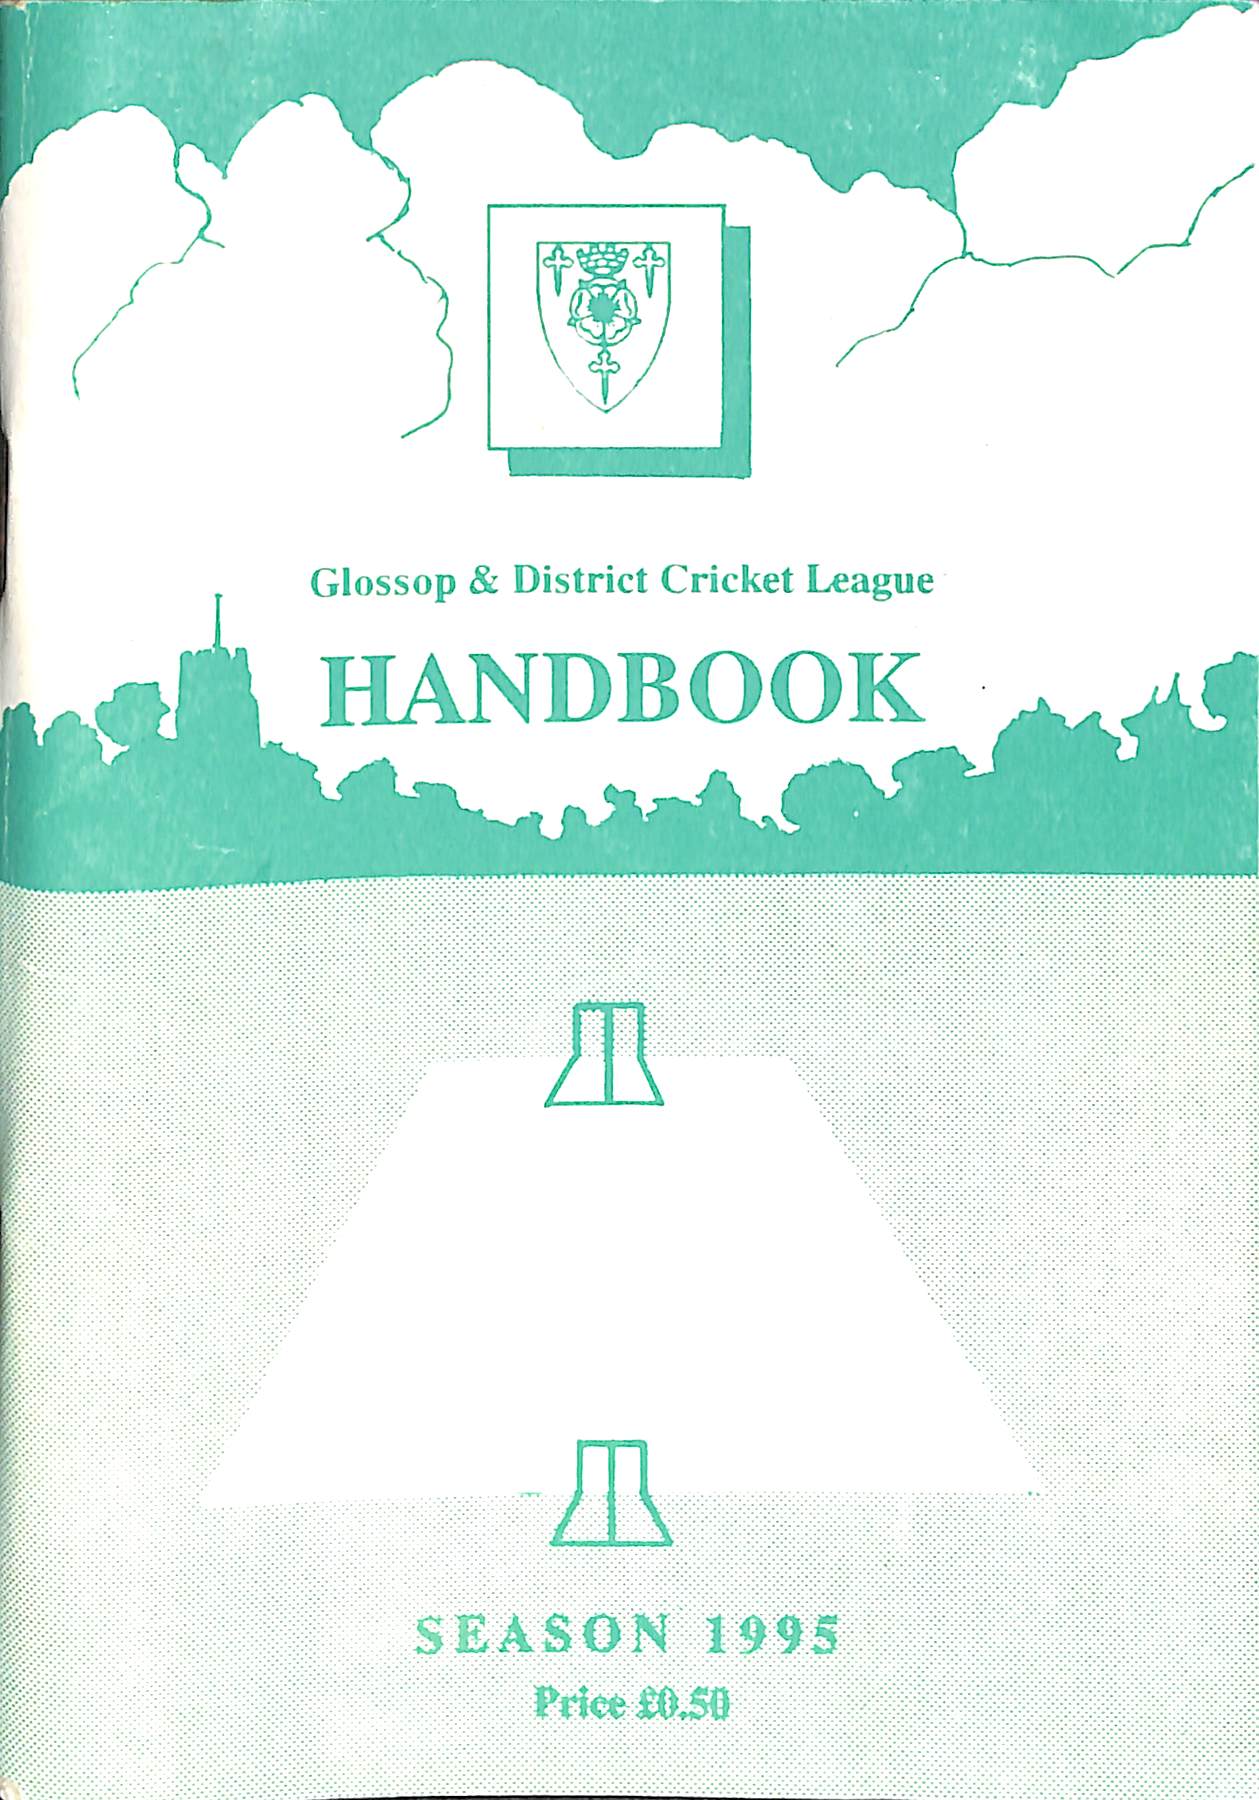 Glossop & District Cricket League
HANDBOOK
SEASON 1995
Price £0.50